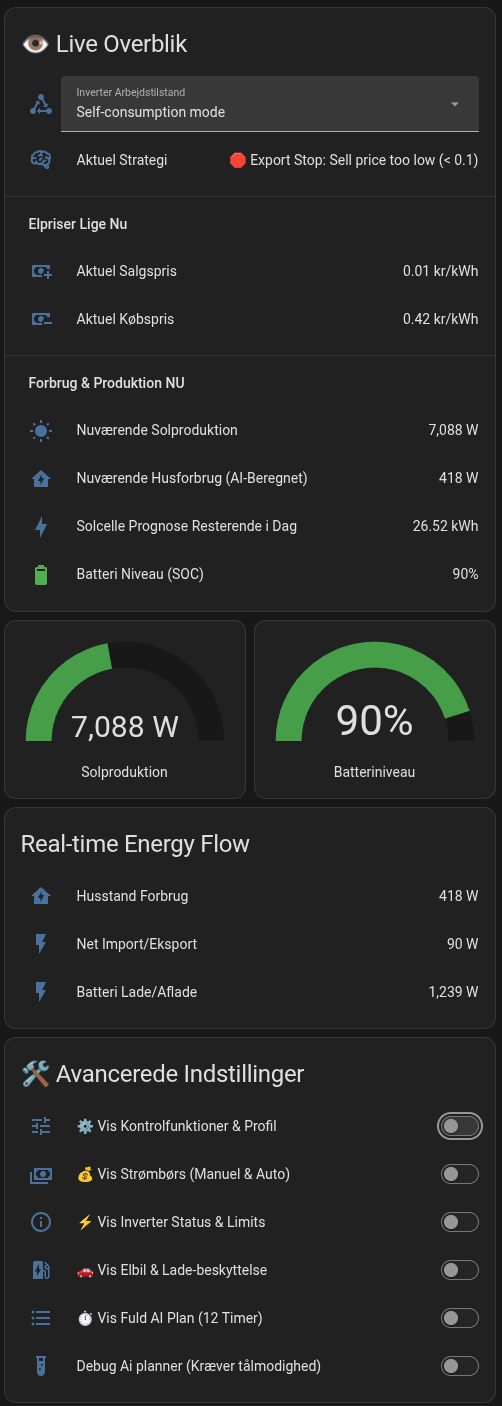 Live Overblik
Inverter Arbejdstilstand
Self-consumption mode
Aktuel Strategi 🛑 Export Stop: Sell price too low (< 0.1)
Elpriser Lige Nu
Aktuel Salgspris 0.01 kr/kWh
Aktuel Købspris 0.42 kr/kWh
Forbrug & Produktion NU
Nuværende Solproduktion 7,088 W
Nuværende Husforbrug (AI-Beregnet) 418 W
Solcelle Prognose Resterende i Dag 26.52 kWh
Batteri Niveau (SOC) 90%
7,088 W
Solproduktion
90%
Batteriniveau
Real-time Energy Flow
Husstand Forbrug 418 W
Net Import/Eksport 90 W
Batteri Lade/Aflade 1,239 W
🛠️ Avancerede Indstillinger
⚙️ Vis Kontrolfunktioner & Profil
💰 Vis Strømbørs (Manuel & Auto)
⚡ Vis Inverter Status & Limits
🚗 Vis Elbil & Lade-beskyttelse
⏱️ Vis Fuld AI Plan (12 Timer)
Debug Ai planner (Kræver tålmodighed)